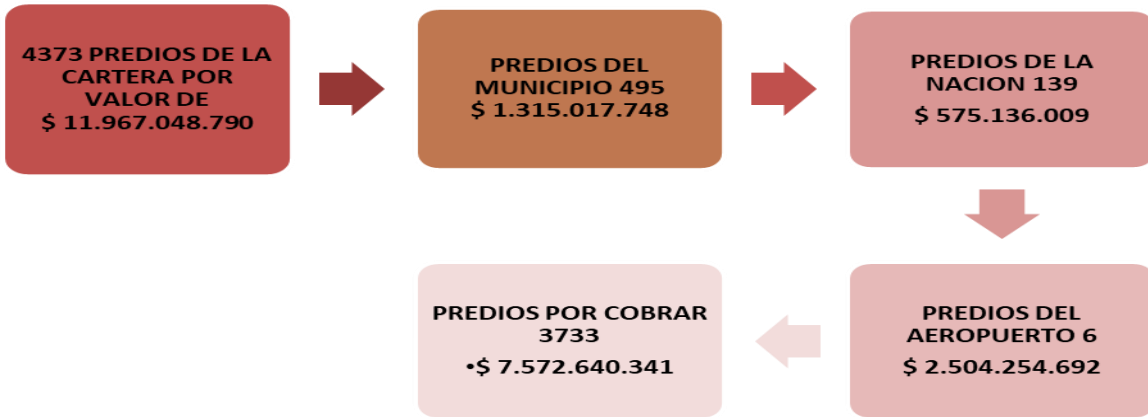 4373 PREDIOS DE LA
CARTERA POR
VALOR DE
$ 11.967.048.790
PREDIOS DEL
MUNICIPIO 495
$ 1.315.017.748
PREDIOS DE LA
NACION 139
$ 575.136.009
PREDIOS DEL
AEROPUERTO 6
$ 2.504.254.692
PREDIOS POR COBRAR
3733
•$ 7.572.640.341